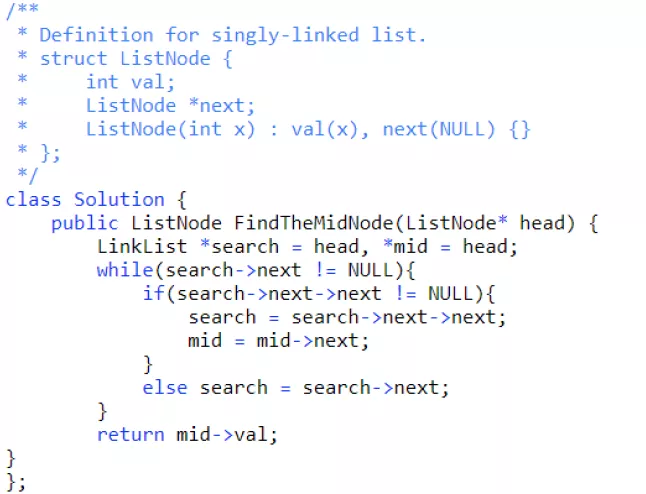 /**
 * Definition for singly-linked list.
 * struct ListNode {
 *     int val;
 *     ListNode *next;
 *     ListNode(int x) : val(x), next(NULL) {}
 * };
 */
class Solution {
    public ListNode FindTheMidNode(ListNode* head) {
        LinkList *search = head, *mid = head;
        while(search->next != NULL){
            if(search->next->next != NULL){
                search = search->next->next;
                mid = mid->next;
            }
            else search = search->next;
        }
        return mid->val;
}
};